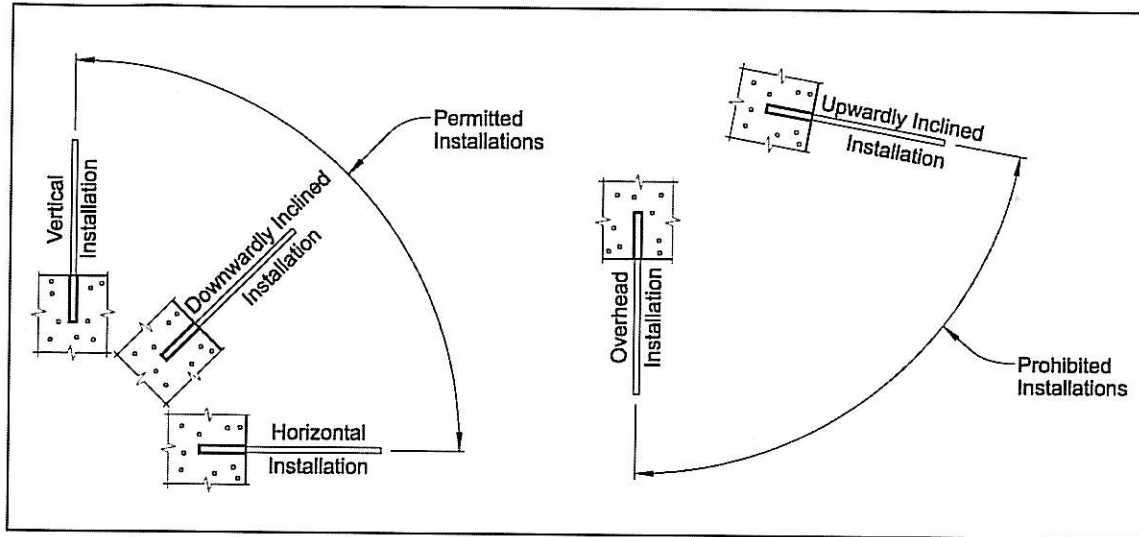 Permitted
Installations
Vertical
Installation
Downwardly Inclined
Installation
Horizontal
Installation
Upwardly Inclined
Installation
Overhead
Installation
Prohibited
Installations